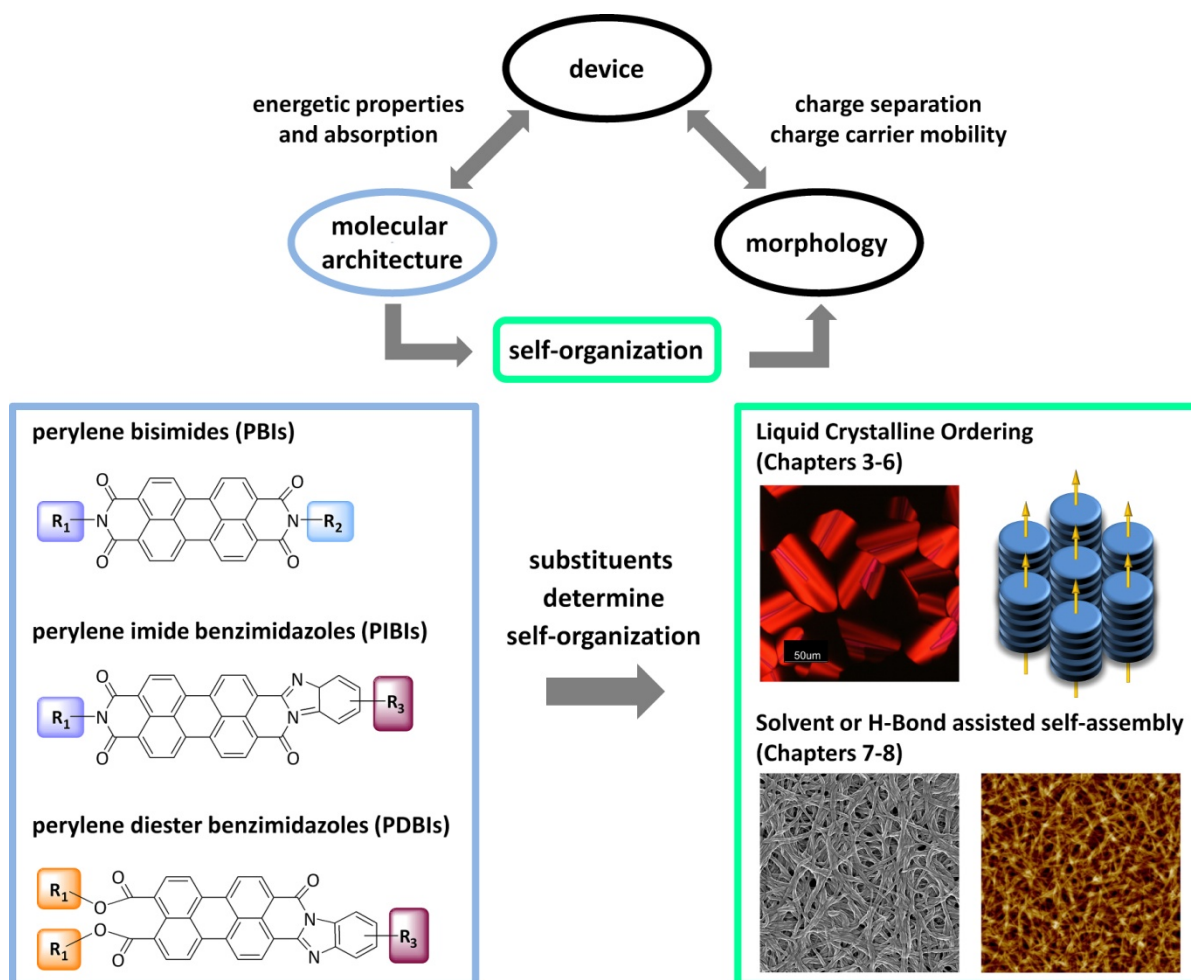 device
energetic properties
and absorption
charge separation
charge carrier mobility
molecular
architecture
morphology
self-organization
perylene bisimides (PBIs)
O
O
R1
N
N
R2
O
O
perylene imide benzimidazoles (PIBIs)
O
N
R1
N
N
R3
O
O
perylene diester benzimidazoles (PDBIs)
R1
O
O
O
R1
O
O
N
N
R3
substituents
determine
self-organization
Liquid Crystalline Ordering
(Chapters 3-6)
50um
Solvent or H-Bond assisted self-assembly
(Chapters 7-8)